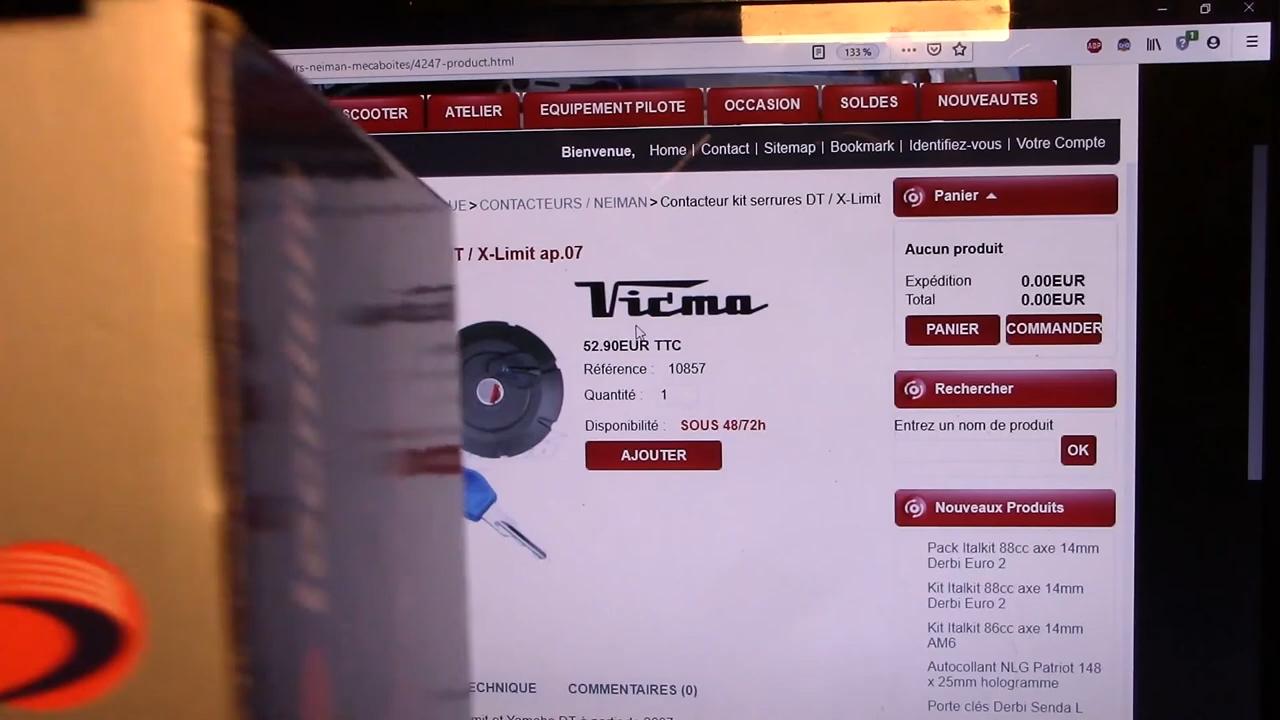 rs-neiman-mecaboites/4247-product.html
133 %
ABP
1
SCOOTER
ATELIER
EQUIPEMENT PILOTE
OCCASION
SOLDES
NOUVEAUTES
Bienvenue, Home | Contact | Sitemap | Bookmark | Identifiez-vous | Votre Compte
UE > CONTACTEURS / NEIMAN > Contacteur kit serrures DT / X-Limit
T / X-Limit ap.07
Vicma
52.90EUR TTC
Référence : 10857
Quantité : 1
Disponibilité : SOUS 48/72h
AJOUTER
Panier
Aucun produit
Expédition 0.00EUR
Total 0.00EUR
PANIER
COMMANDER
Rechercher
Entrez un nom de produit
OK
Nouveaux Produits
Pack Italkit 88cc axe 14mm
Derbi Euro 2
Kit Italkit 88cc axe 14mm
Derbi Euro 2
Kit Italkit 86cc axe 14mm
AM6
Autocollant NLG Patriot 148
x 25mm hologramme
Porte clés Derbi Senda L
ECHNIQUE
COMMENTAIRES (0)